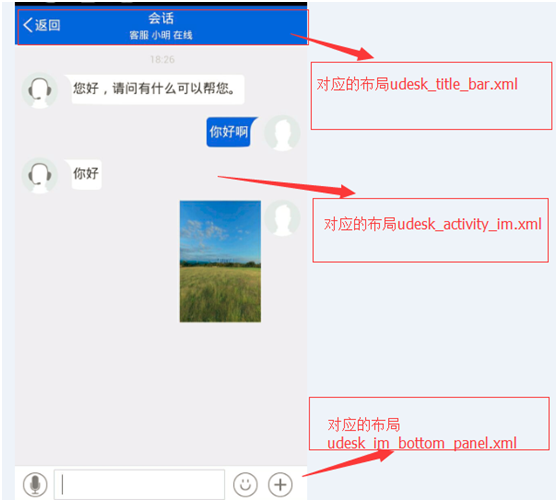 返回
会话
客服 小明 在线
18:26
您好，请问有什么可以帮您。
对应的布局udesk_title_bar.xml
你好啊
你好
对应的布局udesk_activity_im.xml
对应的布局
udesk_im_bottom_panel.xml